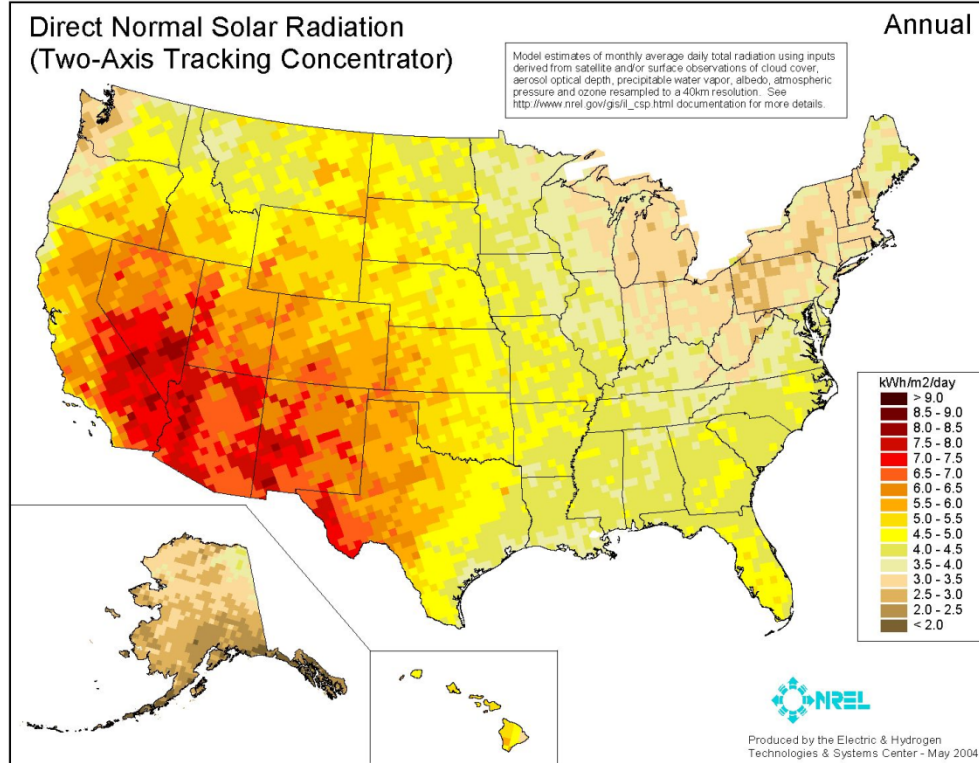 Direct Normal Solar Radiation
(Two-Axis Tracking Concentrator)
Annual
Model estimates of monthly average daily total radiation using inputs
derived from satellite and/or surface observations of cloud cover,
aerosol optical depth, precipitable water vapor, albedo, atmospheric
pressure and ozone resampled to a 40km resolution. See
http://www.nrel.gov/gis/il_csp.html documentation for more details.
kWh/m2/day
> 9.0
8.5 - 9.0
8.0 - 8.5
7.5 - 8.0
7.0 - 7.5
6.5 - 7.0
6.0 - 6.5
5.5 - 6.0
5.0 - 5.5
4.5 - 5.0
4.0 - 4.5
3.5 - 4.0
3.0 - 3.5
2.5 - 3.0
2.0 - 2.5
< 2.0
NREL
Produced by the Electric & Hydrogen
Technologies & Systems Center - May 2004